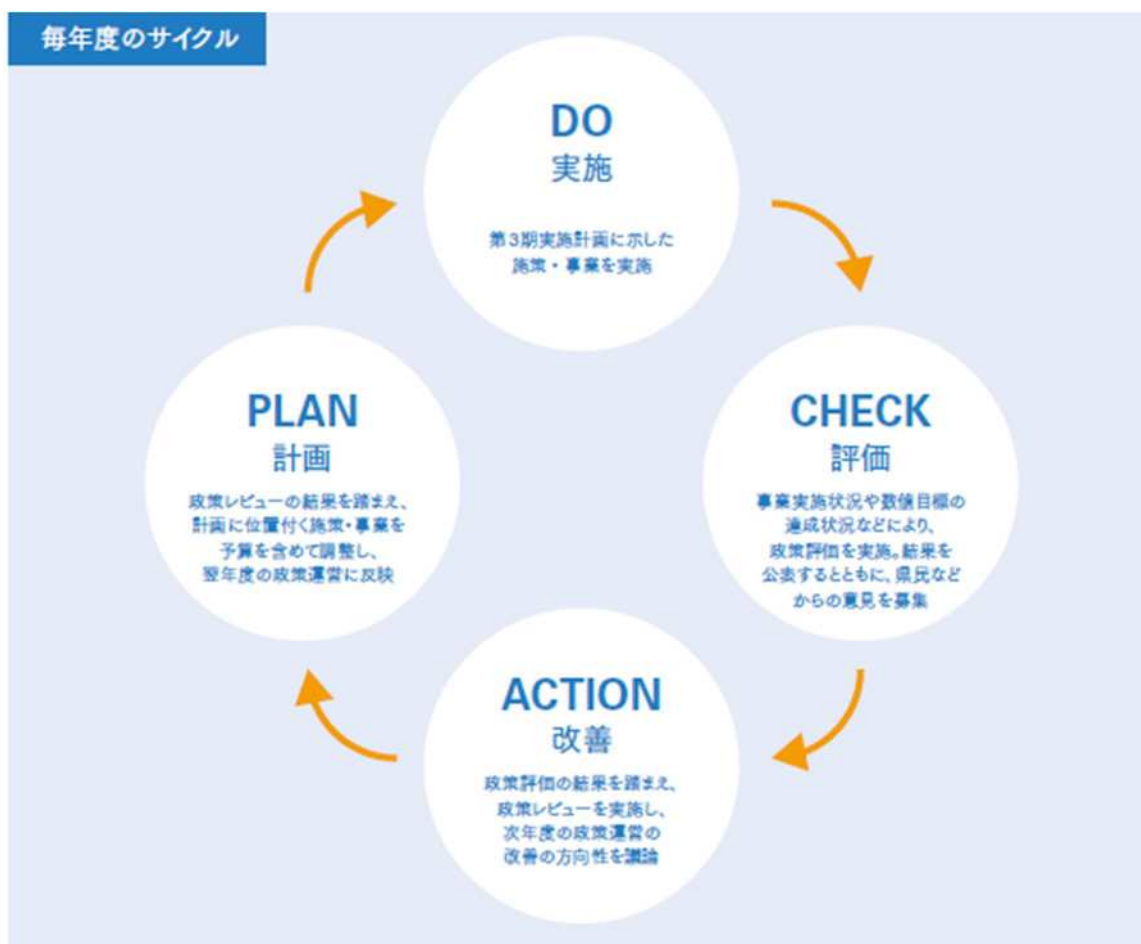 毎年度のサイクル
DO
実施
第3期実施計画に示した
施策・事業を実施
PLAN
計画
政策レビューの結果を踏まえ、
計画に位置付く施策・事業を
予算を含めて調整し、
翌年度の政策運営に反映
CHECK
評価
事業実施状況や数値目標の
達成状況などにより、
政策評価を実施。結果を
公表するとともに、県民など
からの意見を募集
ACTION
改善
政策評価の結果を踏まえ、
政策レビューを実施し、
次年度の政策運営の
改善の方向性を議論